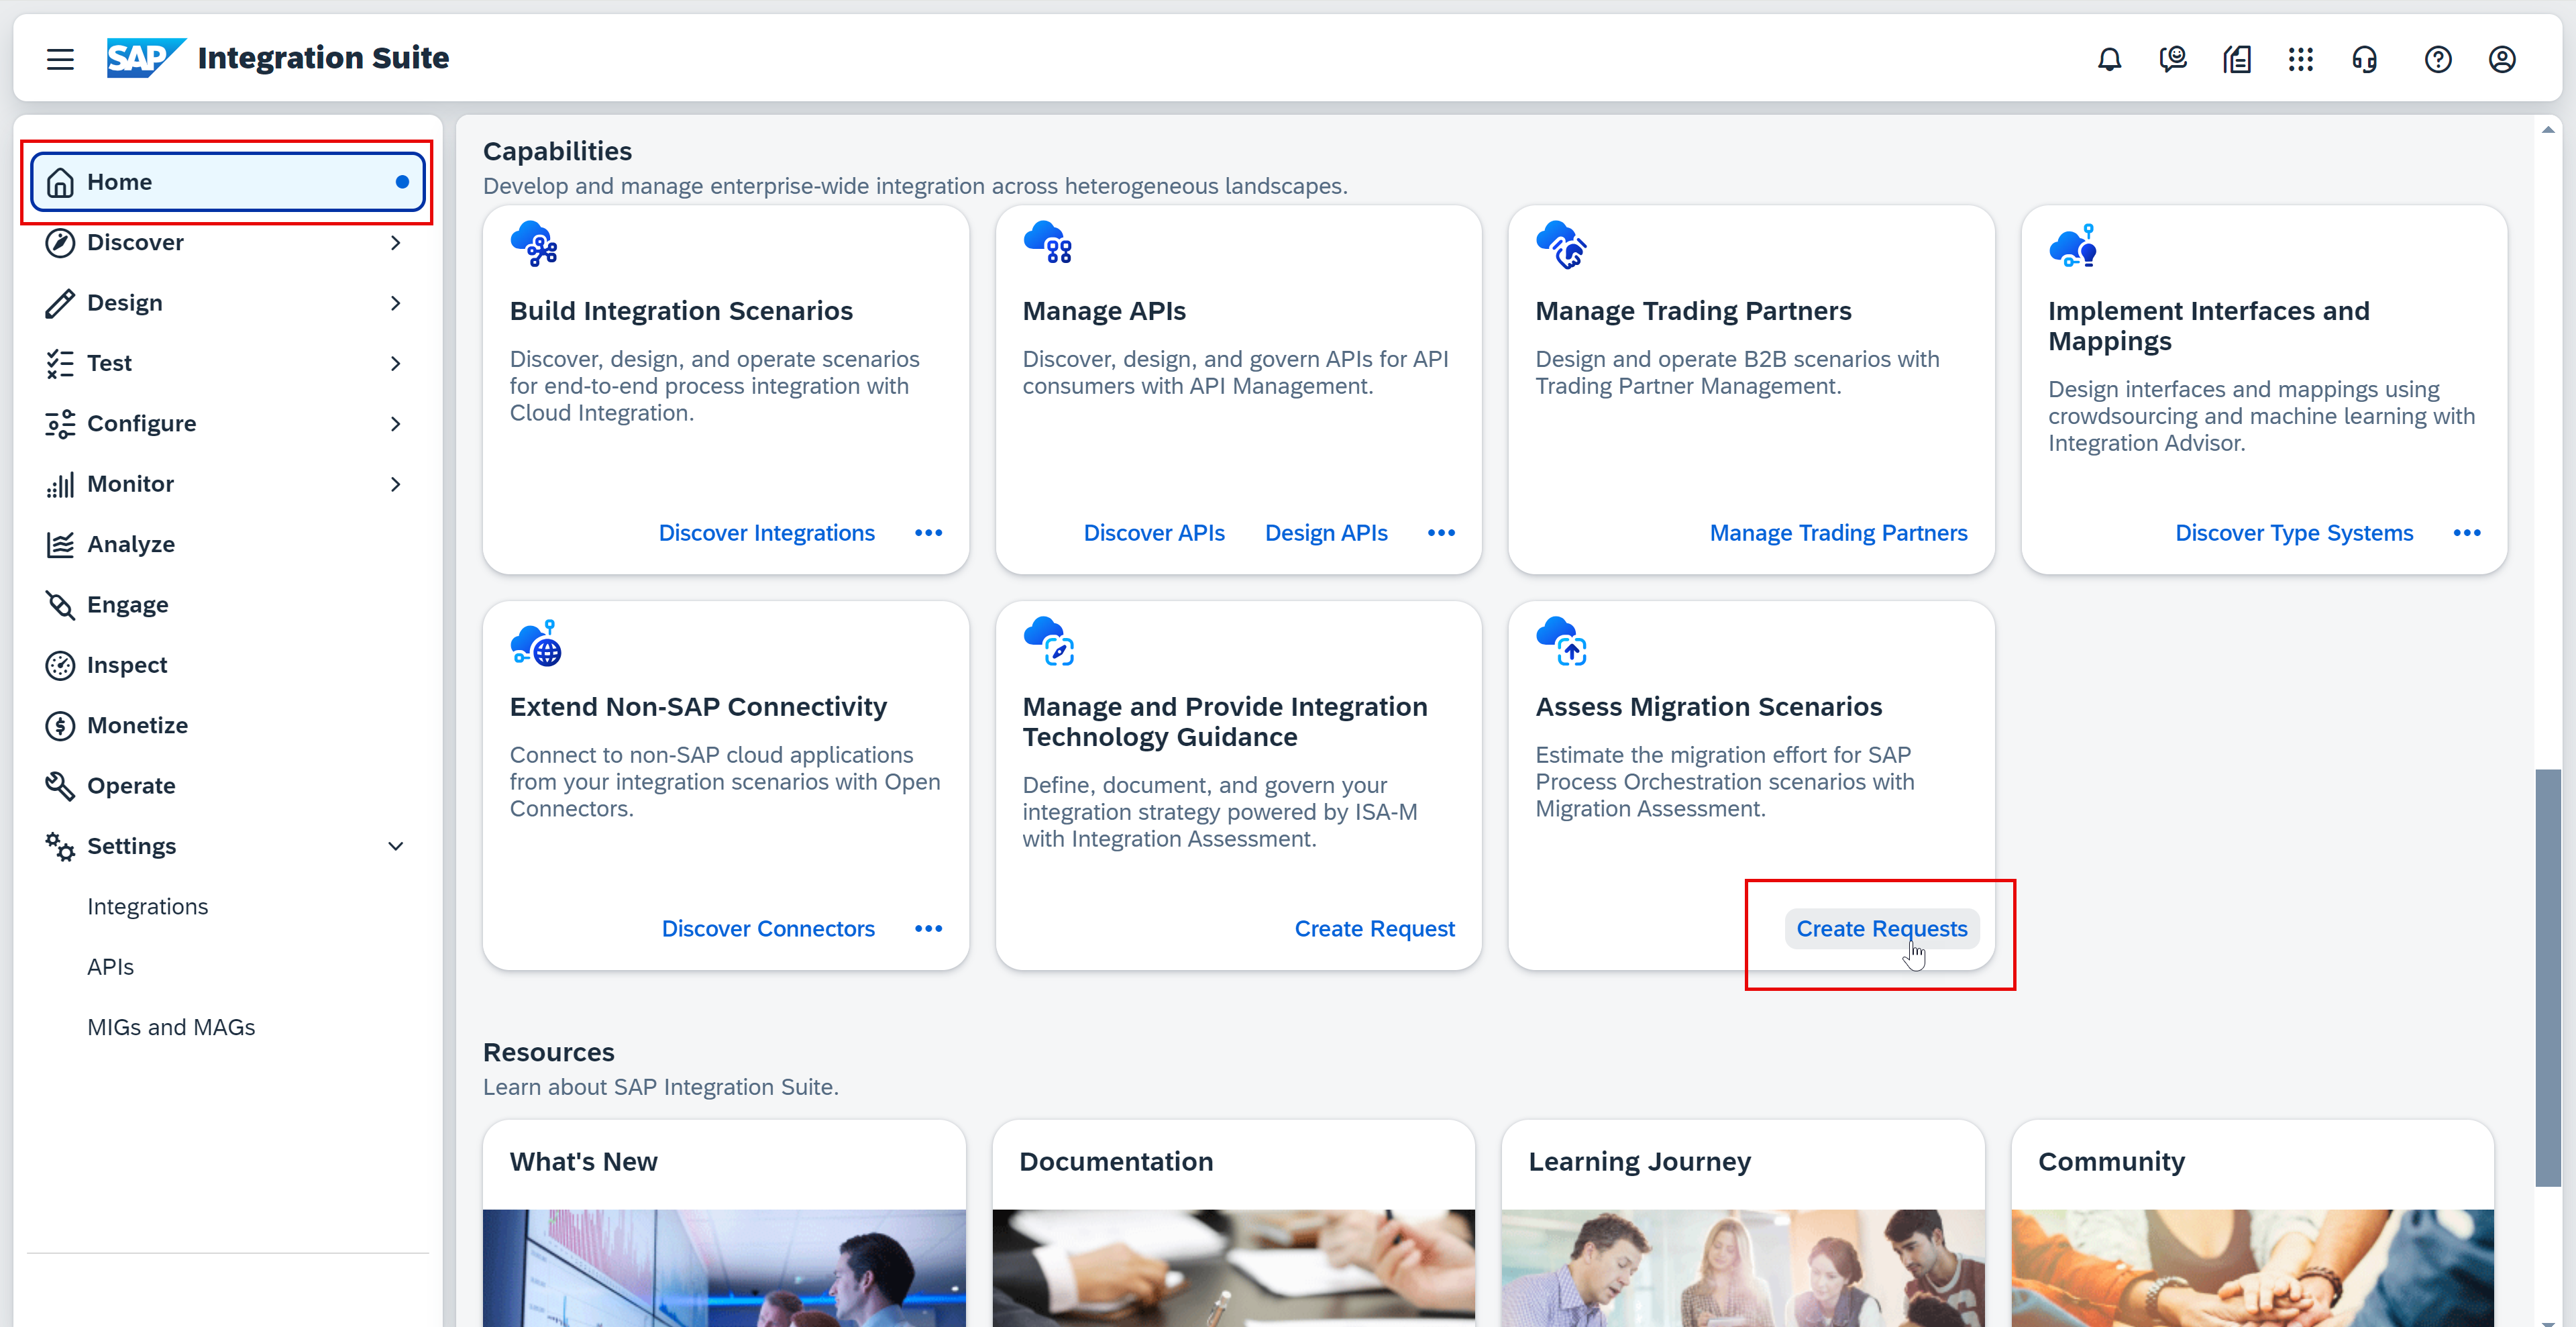 SAP Integration Suite
Home
Discover
Design
Test
Configure
Monitor
Analyze
Engage
Inspect
Monetize
Operate
Settings
Integrations
APIs
MIGs and MAGs
Capabilities
Develop and manage enterprise-wide integration across heterogeneous landscapes.
Build Integration Scenarios
Discover, design, and operate scenarios
for end-to-end process integration with
Cloud Integration.
Discover Integrations
Manage APIs
Discover, design, and govern APIs for API
consumers with API Management.
Discover APIs Design APIs
Manage Trading Partners
Design and operate B2B scenarios with
Trading Partner Management.
Manage Trading Partners
Implement Interfaces and
Mappings
Design interfaces and mappings using
crowdsourcing and machine learning with
Integration Advisor.
Discover Type Systems
Extend Non-SAP Connectivity
Connect to non-SAP cloud applications
from your integration scenarios with Open
Connectors.
Discover Connectors
Manage and Provide Integration
Technology Guidance
Define, document, and govern your
integration strategy powered by ISA-M
with Integration Assessment.
Create Request
Assess Migration Scenarios
Estimate the migration effort for SAP
Process Orchestration scenarios with
Migration Assessment.
Create Requests
Resources
Learn about SAP Integration Suite.
What's New
Documentation
Learning Journey
Community